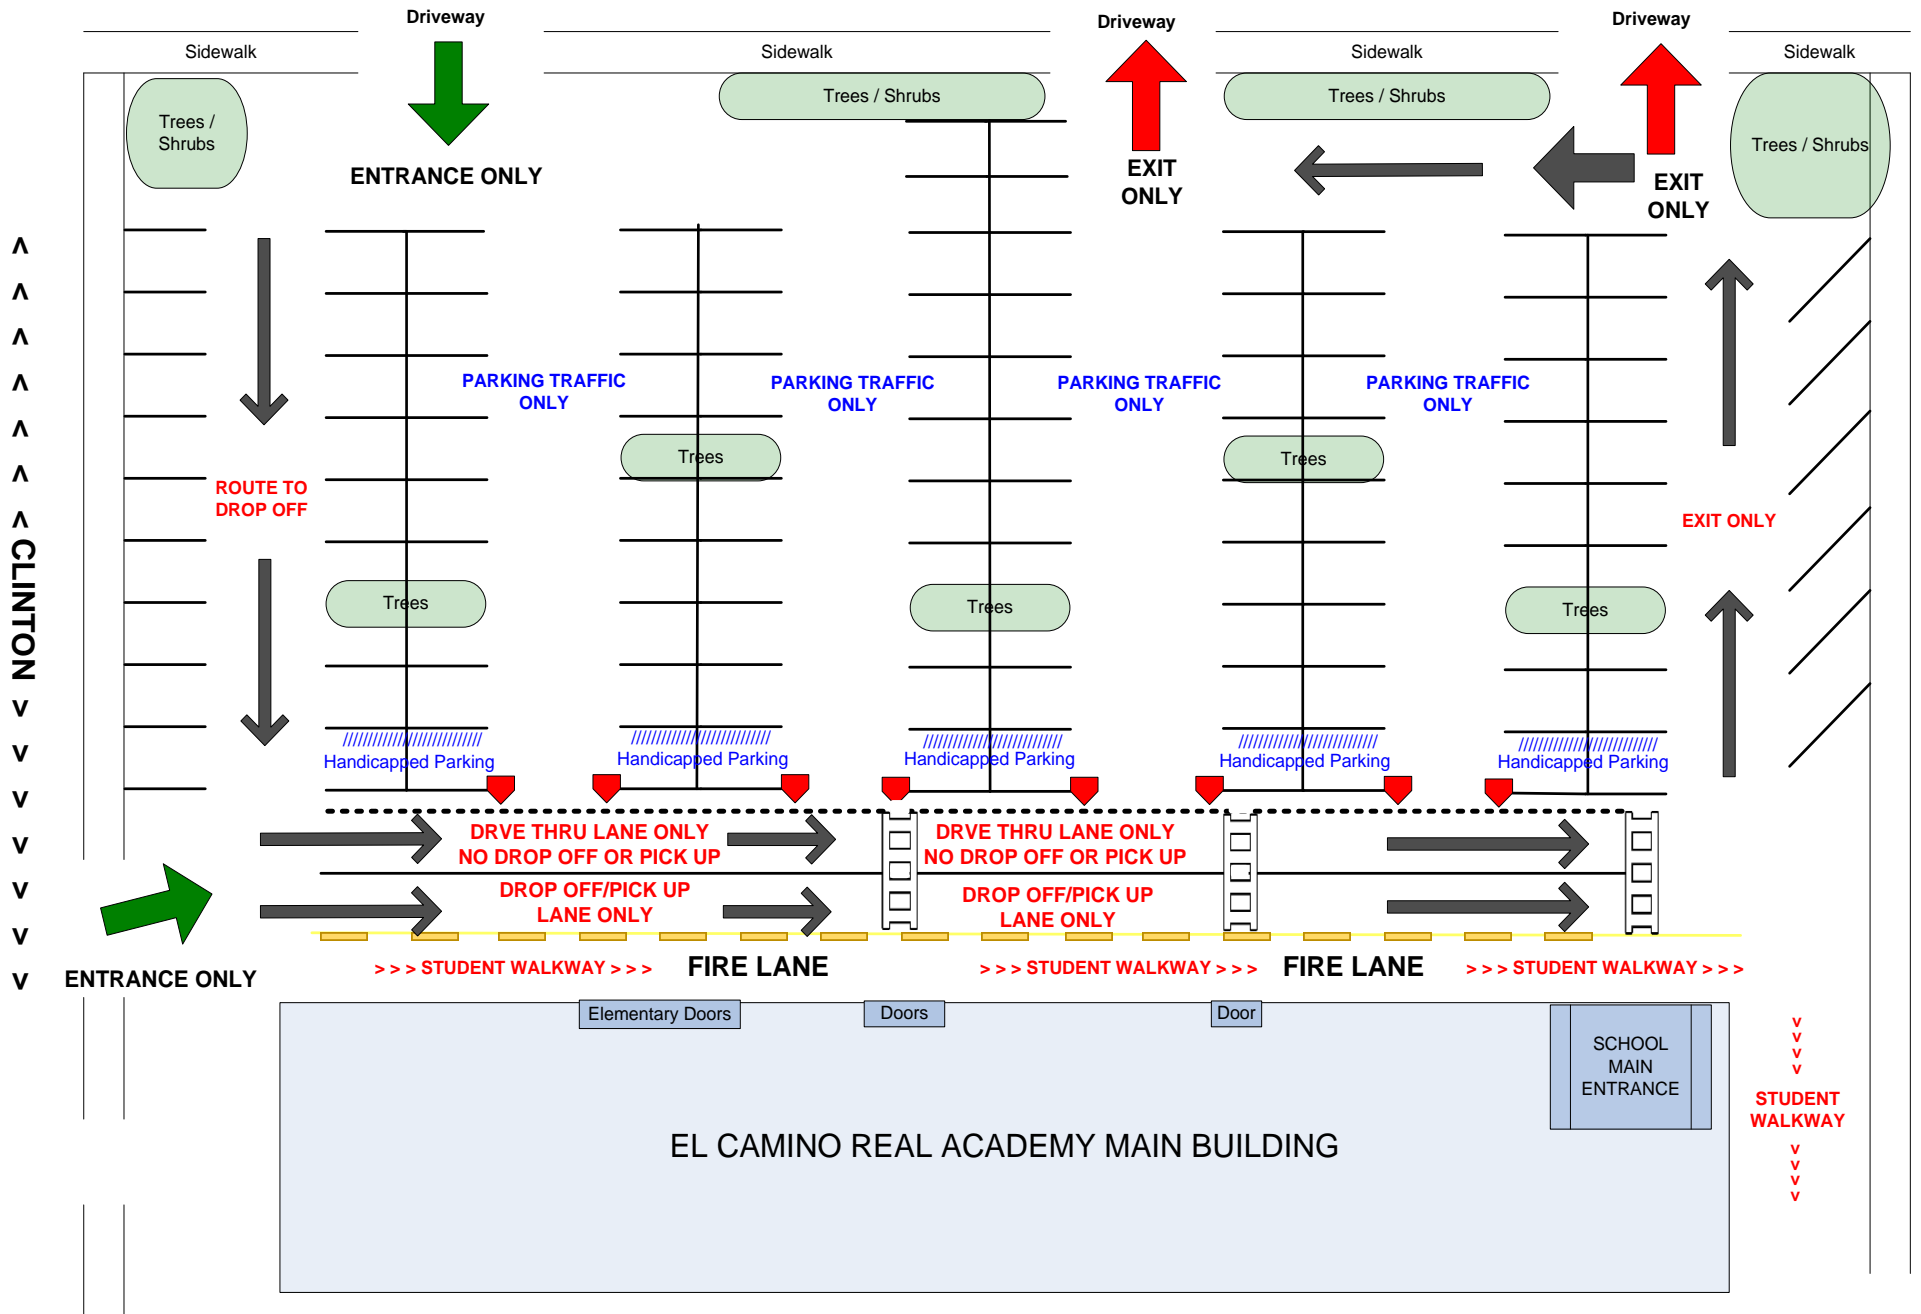 Driveway
Driveway
Driveway
Sidewalk
Sidewalk
Sidewalk
Sidewalk
Trees /
Shrubs
Trees / Shrubs
Trees / Shrubs
Trees / Shrubs
ENTRANCE ONLY
EXIT
ONLY
EXIT
ONLY
PARKING TRAFFIC
ONLY
PARKING TRAFFIC
ONLY
PARKING TRAFFIC
ONLY
PARKING TRAFFIC
ONLY
Trees
Trees
ROUTE TO
DROP OFF
EXIT ONLY
< < < < < < < CLINTON > > > > > > >
Trees
Trees
Trees
////////////////////////////
Handicapped Parking
////////////////////////////
Handicapped Parking
////////////////////////////
Handicapped Parking
////////////////////////////
Handicapped Parking
////////////////////////////
Handicapped Parking
DRVE THRU LANE ONLY
NO DROP OFF OR PICK UP
DRVE THRU LANE ONLY
NO DROP OFF OR PICK UP
DROP OFF/PICK UP
LANE ONLY
DROP OFF/PICK UP
LANE ONLY
ENTRANCE ONLY
> > > STUDENT WALKWAY > > >
FIRE LANE
> > > STUDENT WALKWAY > > >
FIRE LANE
> > > STUDENT WALKWAY > > >
Elementary Doors
Doors
Door
SCHOOL
MAIN
ENTRANCE
v
v
v
v
STUDENT
WALKWAY
v
v
v
v
EL CAMINO REAL ACADEMY MAIN BUILDING